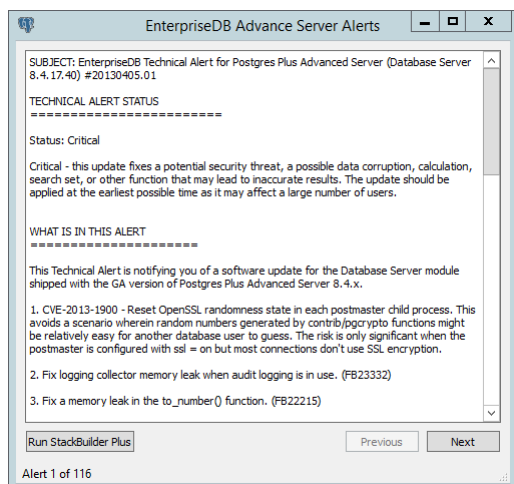 EnterpriseDB Advance Server Alerts
SUBJECT: EnterpriseDB Technical Alert for Postgres Plus Advanced Server (Database Server
8.4.17.40) #20130405.01
TECHNICAL ALERT STATUS
========================
Status: Critical
Critical - this update fixes a potential security threat, a possible data corruption, calculation,
search set, or other function that may lead to inaccurate results. The update should be
applied at the earliest possible time as it may affect a large number of users.
WHAT IS IN THIS ALERT
=====================
This Technical Alert is notifying you of a software update for the Database Server module
shipped with the GA version of Postgres Plus Advanced Server 8.4.x.
1. CVE-2013-1900 - Reset OpenSSL randomness state in each postmaster child process. This
avoids a scenario wherein random numbers generated by contrib/pgcrypto functions might
be relatively easy for another database user to guess. The risk is only significant when the
postmaster is configured with ssl = on but most connections don't use SSL encryption.
2. Fix logging collector memory leak when audit logging is in use. (FB23332)
3. Fix a memory leak in the to_number() function. (FB22215)
Run StackBuilder Plus
Previous
Next
Alert 1 of 116